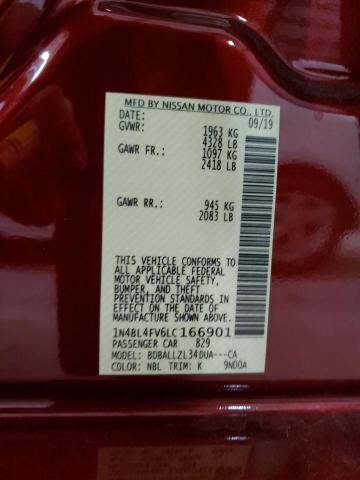 MFD BY NISSAN MOTOR CO., LTD.
DATE: 09/19
GVWR: 1963 KG
4328 LB
GAWR FR.: 1097 KG
2418 LB
GAWR RR.: 945 KG
2083 LB
THIS VEHICLE CONFORMS TO
ALL APPLICABLE FEDERAL
MOTOR VEHICLE SAFETY,
BUMPER, AND THEFT
PREVENTION STANDARDS IN
EFFECT ON THE DATE OF
MANUFACTURE SHOWN ABOVE.
1N4BL4FV6LC166901
PASSENGER CAR 829
MODEL: BDBALLZL34DUA---CA
COLOR: NBL TRIM: K 9N00A